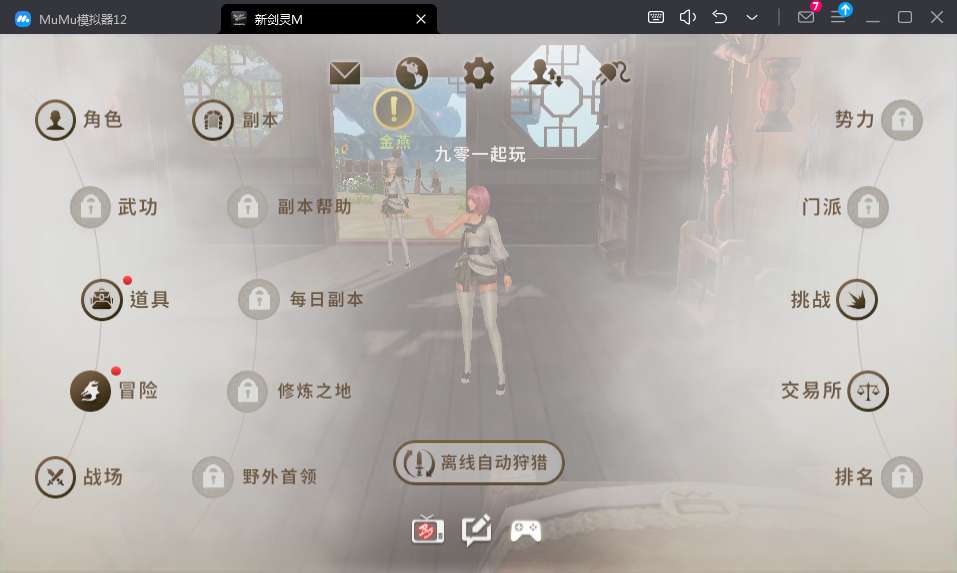 MuMu模拟器12
新剑灵M
7
角色
副本
金燕
九零一起玩
势力
武功
副本帮助
门派
道具
每日副本
挑战
冒险
修炼之地
交易所
离线自动狩猎
战场
野外首领
排名